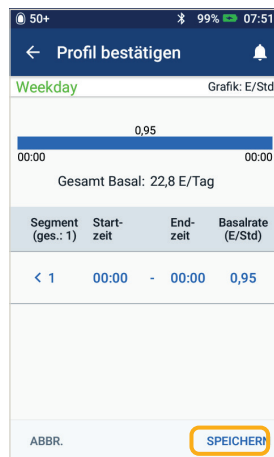 50+ 99% 07:51
← Profil bestätigen
Weekday Grafik: E/Std
0,95
00:00 00:00
Gesamt Basal: 22,8 E/Tag
Segment Start- End- Basalrate
(ges.: 1) zeit zeit (E/Std)
< 1 00:00 - 00:00 0,95
ABBR. SPEICHERN